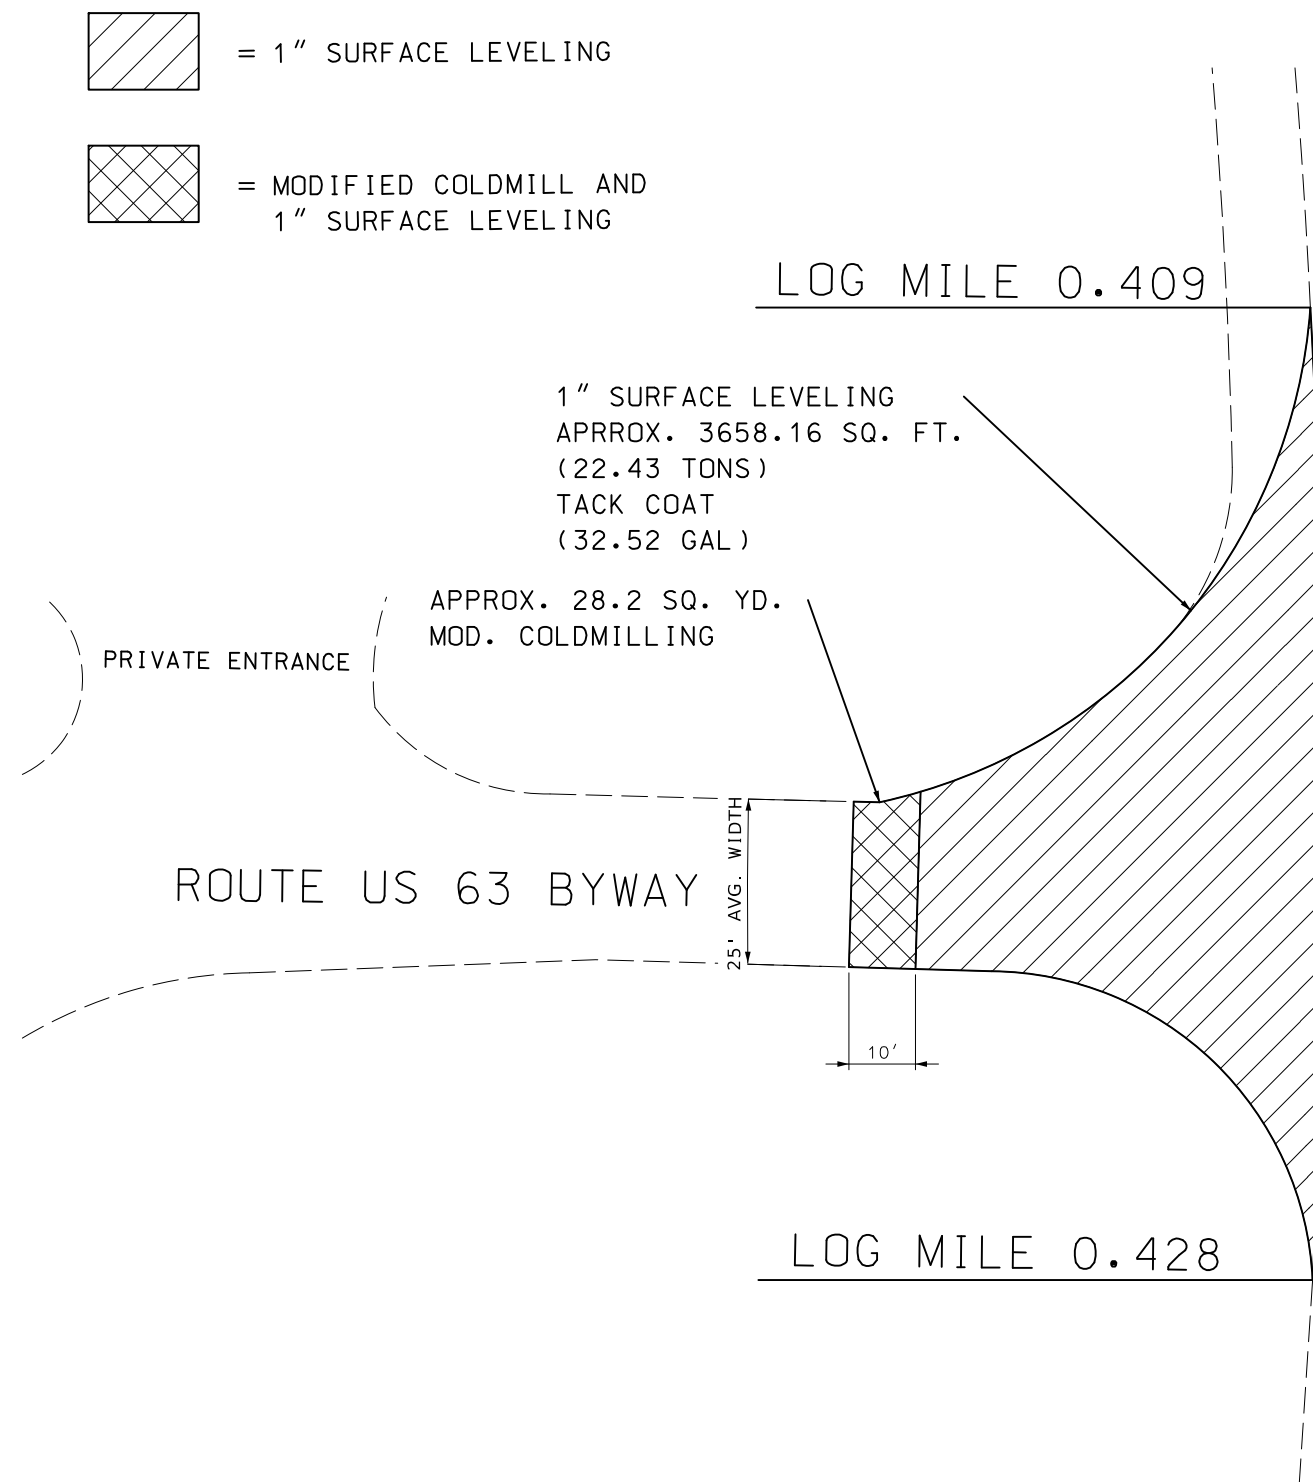 = 1" SURFACE LEVELING
= MODIFIED COLDMILL AND
1" SURFACE LEVELING
LOG MILE 0.409
1" SURFACE LEVELING
APRROX. 3658.16 SQ. FT.
(22.43 TONS)
TACK COAT
(32.52 GAL)
APPROX. 28.2 SQ. YD.
MOD. COLDMILLING
PRIVATE ENTRANCE
25' AVG. WIDTH
ROUTE US 63 BYWAY
10'
LOG MILE 0.428